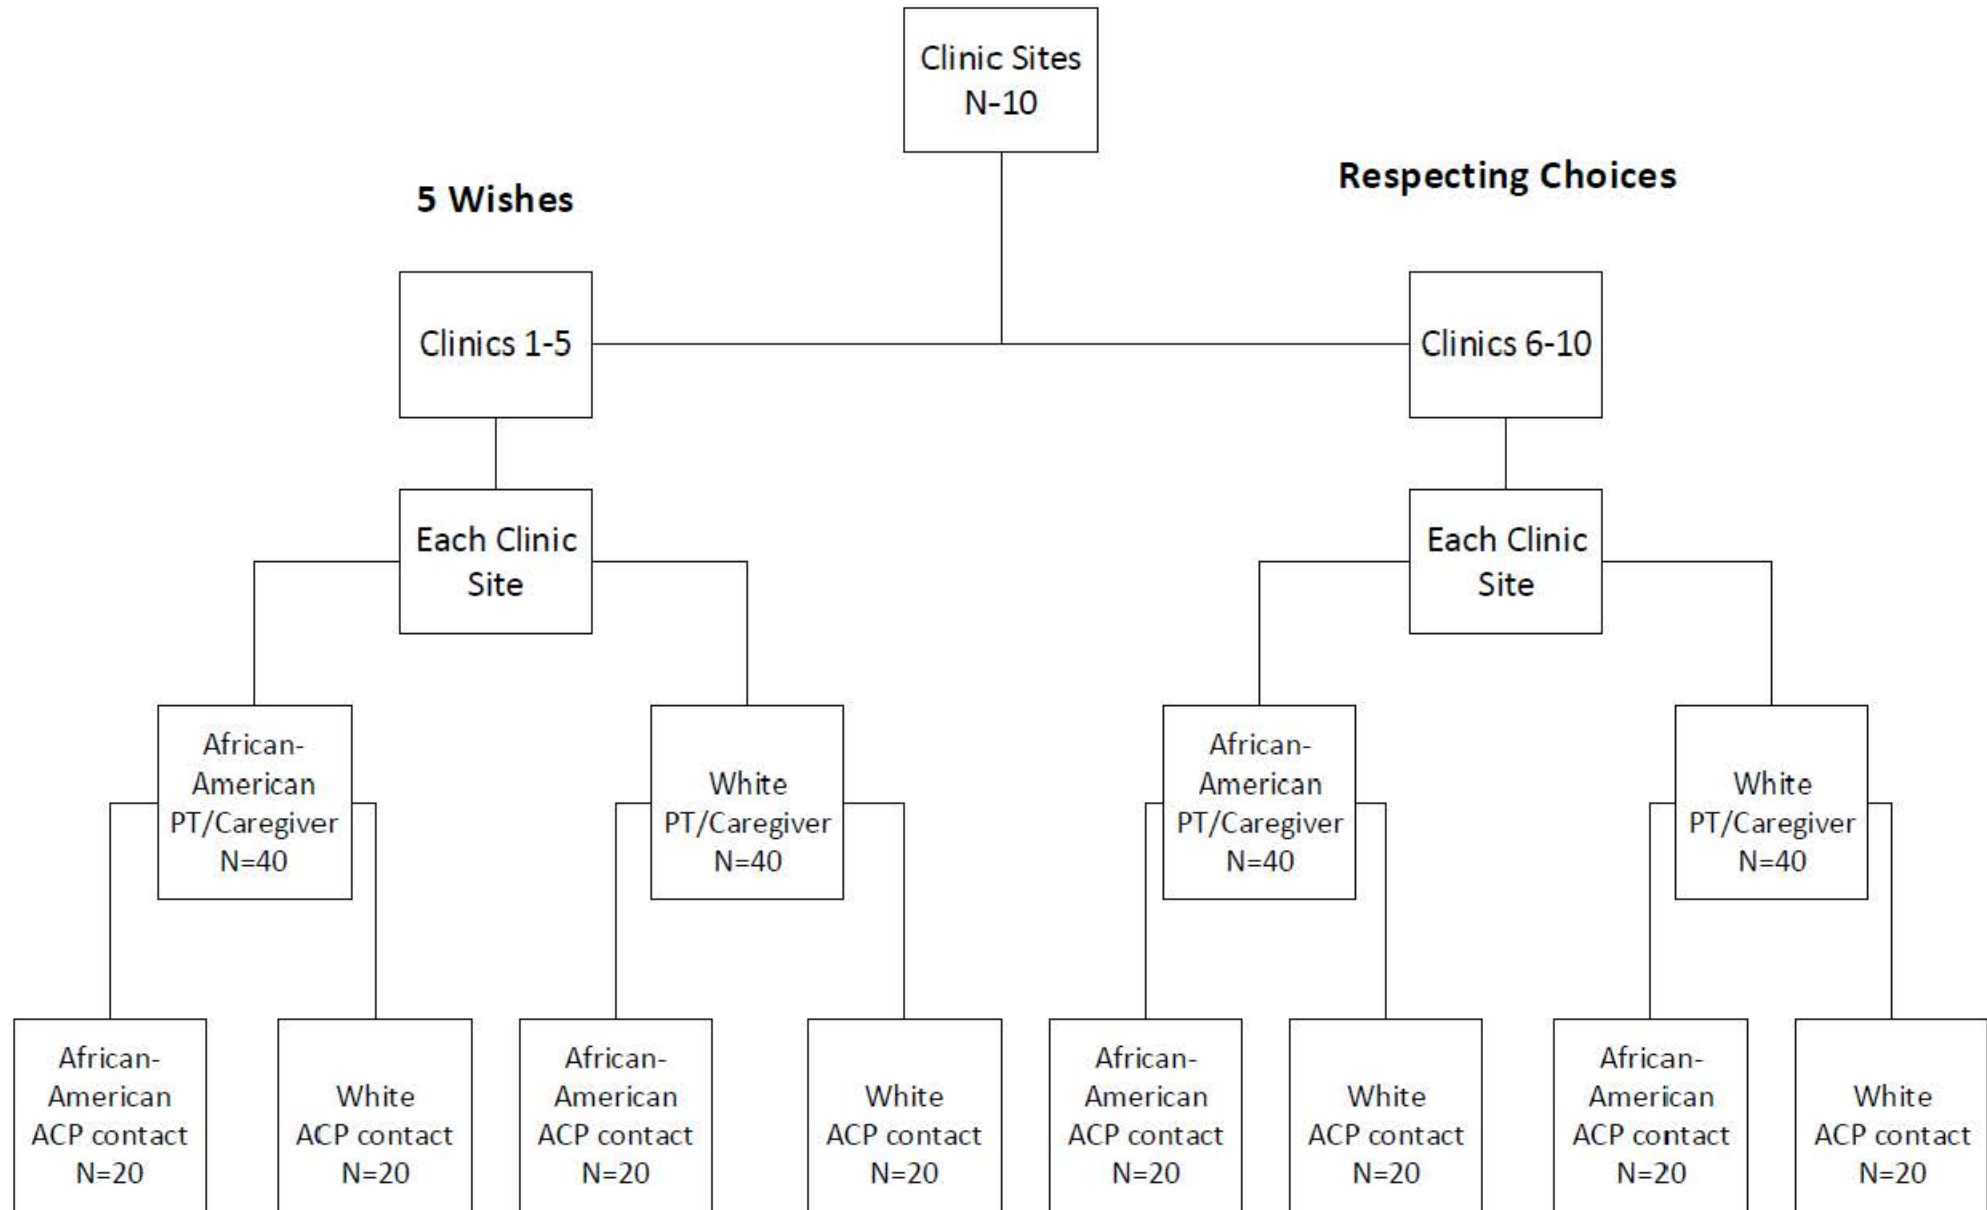 Clinic Sites
N-10
5 Wishes
Respecting Choices
Clinics 1-5
Clinics 6-10
Each Clinic
Site
Each Clinic
Site
African-
American
PT/Caregiver
N=40
White
PT/Caregiver
N=40
African-
American
PT/Caregiver
N=40
White
PT/Caregiver
N=40
African-
American
ACP contact
N=20
White
ACP contact
N=20
African-
American
ACP contact
N=20
White
ACP contact
N=20
African-
American
ACP contact
N=20
White
ACP contact
N=20
African-
American
ACP contact
N=20
White
ACP contact
N=20